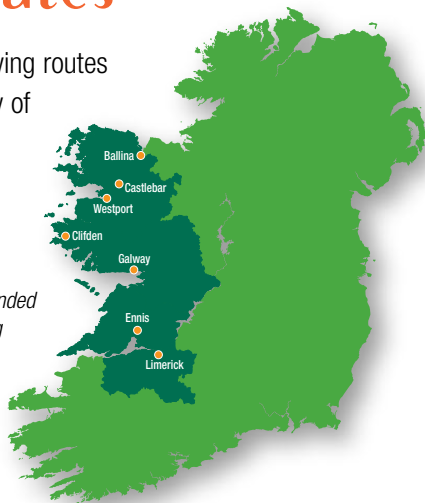 ving routes
of
Ballina
Castlebar
Westport
Clifden
Galway
nded
Ennis
Limerick